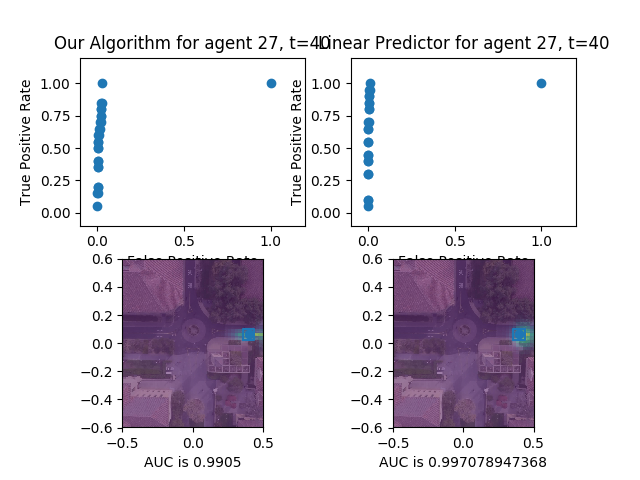 Our Algorithm for agent 27, t=40
Linear Predictor for agent 27, t=40
True Positive Rate
1.00
0.75
0.50
0.25
0.00
0.0 0.5 1.0
False Positive Rate
True Positive Rate
1.00
0.75
0.50
0.25
0.00
0.0 0.5 1.0
False Positive Rate
0.6
0.4
0.2
0.0
−0.2
−0.4
−0.6
−0.5 0.0 0.5
AUC is 0.9905
0.6
0.4
0.2
0.0
−0.2
−0.4
−0.6
−0.5 0.0 0.5
AUC is 0.997078947368